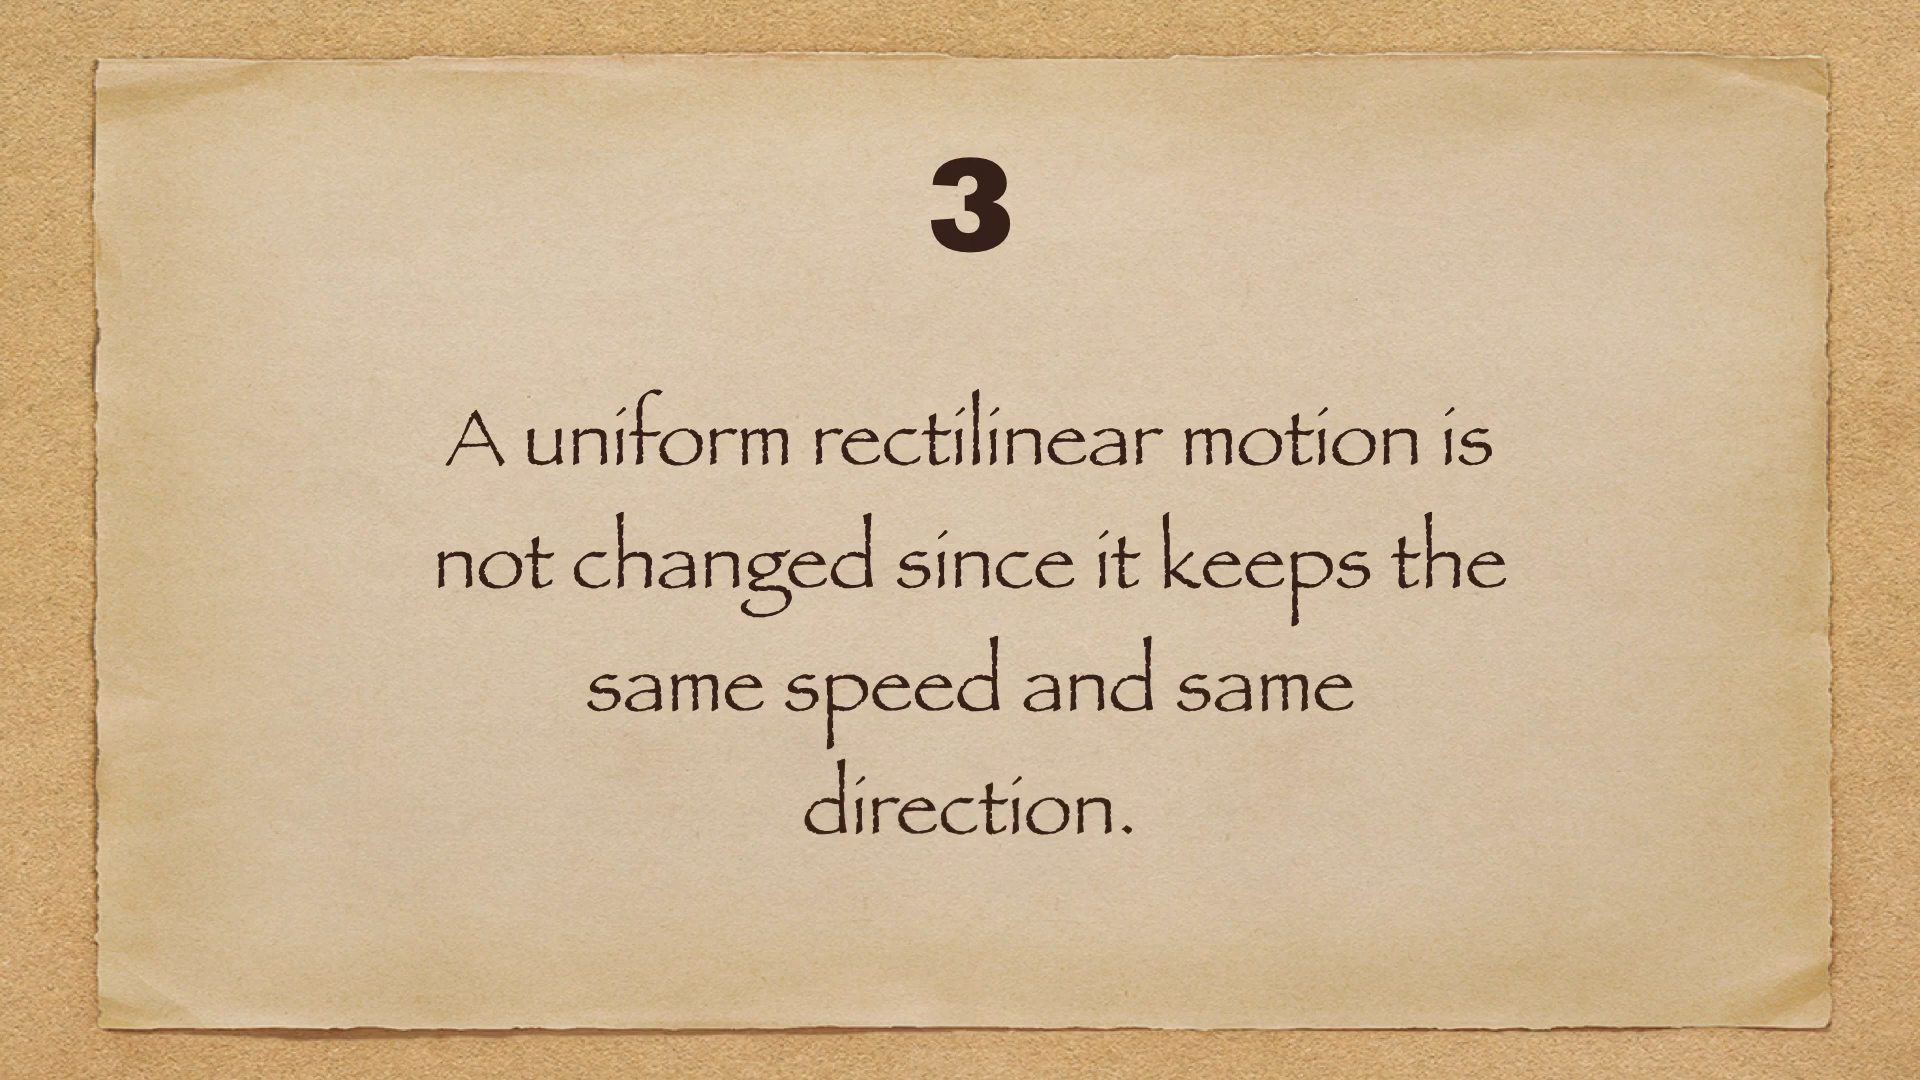 3
A uniform rectilinear motion is
not changed since it keeps the
same speed and same
direction.